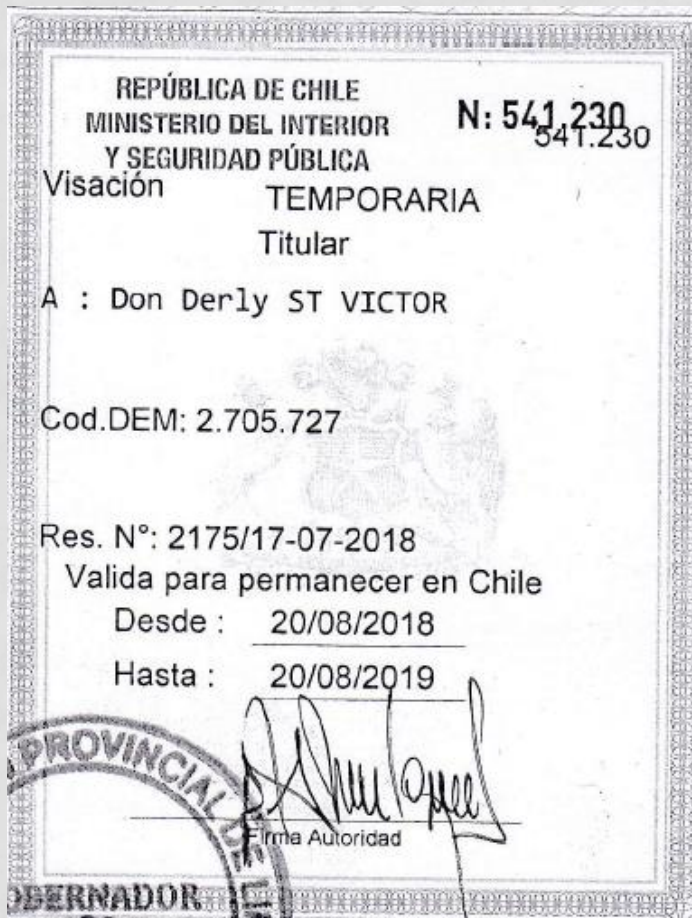 REPÚBLICA DE CHILE
MINISTERIO DEL INTERIOR
Y SEGURIDAD PÚBLICA
N: 541.230
541.230
Visación TEMPORARIA
Titular
A : Don Derly ST VICTOR
Cod.DEM: 2.705.727
Res. N°: 2175/17-07-2018
Valida para permanecer en Chile
Desde : 20/08/2018
Hasta : 20/08/2019
Firma Autoridad
PROVINCIAL DE
GOBERNADOR